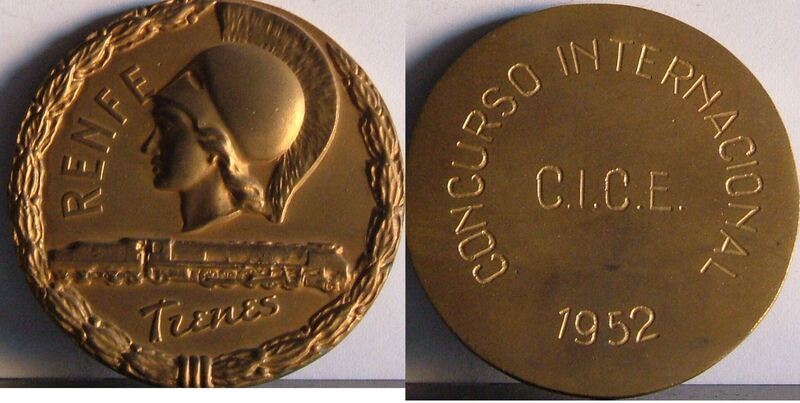 RENFE
Trenes
CONCURSO INTERNACIONAL
C.I.C.E.
1952